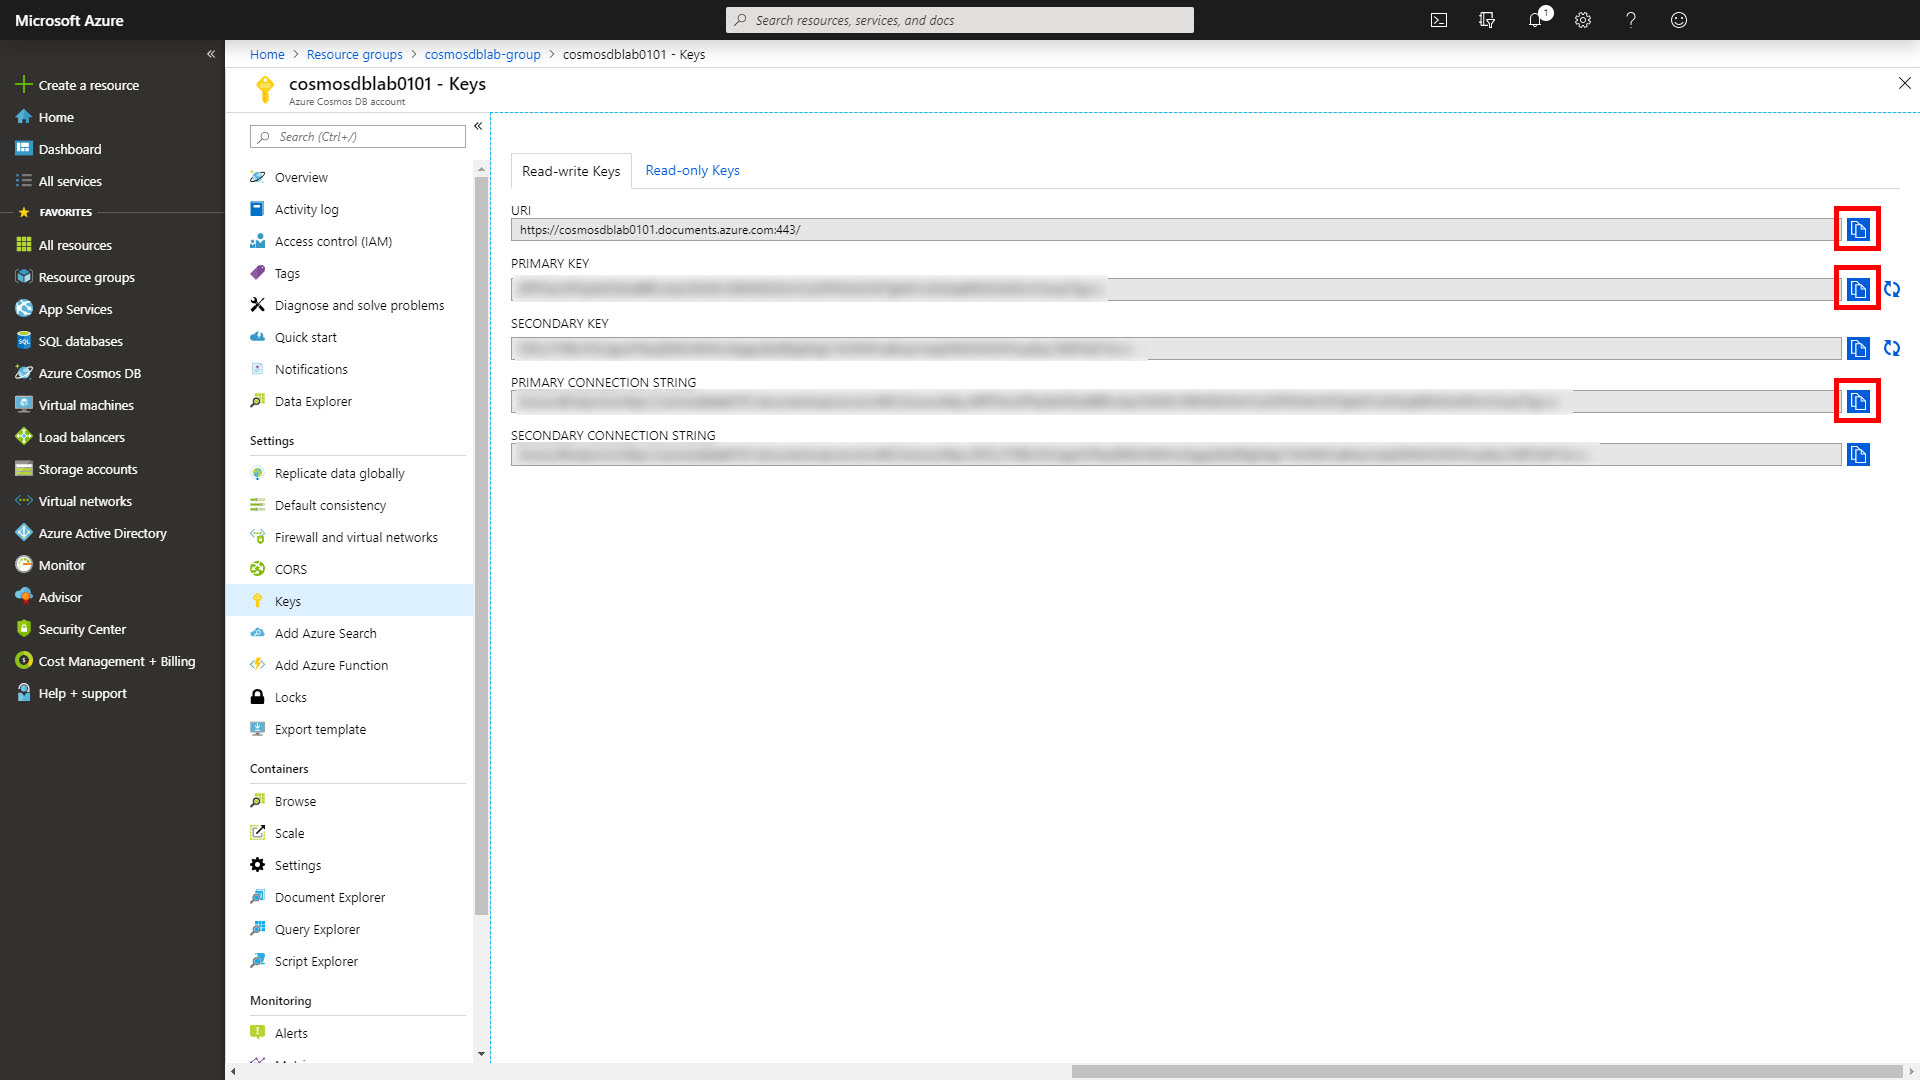 Microsoft Azure
Search resources, services, and docs
1
Home > Resource groups > cosmosdblab-group > cosmosdblab0101 - Keys
cosmosdblab0101 - Keys
Azure Cosmos DB account
Create a resource
Home
Dashboard
All services
FAVORITES
All resources
Resource groups
App Services
SQL databases
Azure Cosmos DB
Virtual machines
Load balancers
Storage accounts
Virtual networks
Azure Active Directory
Monitor
Advisor
Security Center
Cost Management + Billing
Help + support
Search (Ctrl+/)
Overview
Activity log
Access control (IAM)
Tags
Diagnose and solve problems
Quick start
Notifications
Data Explorer
Settings
Replicate data globally
Default consistency
Firewall and virtual networks
CORS
Keys
Add Azure Search
Add Azure Function
Locks
Export template
Containers
Browse
Scale
Settings
Document Explorer
Query Explorer
Script Explorer
Monitoring
Alerts
Read-write Keys
Read-only Keys
URI
https://cosmosdblab0101.documents.azure.com:443/
PRIMARY KEY
SECONDARY KEY
PRIMARY CONNECTION STRING
SECONDARY CONNECTION STRING